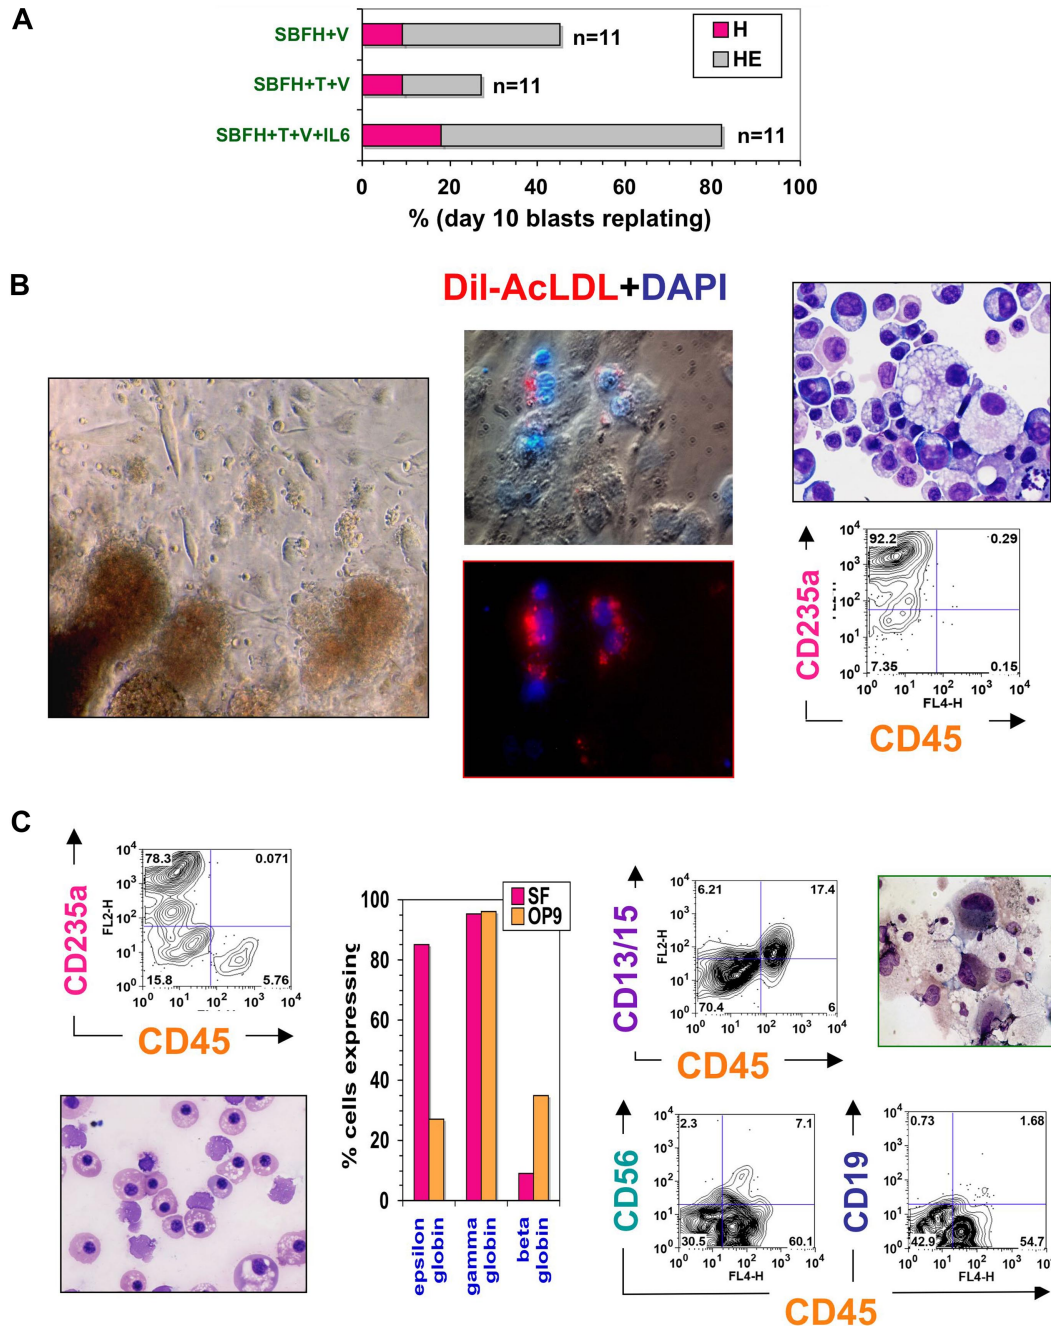 A
SBFH+V
n=11
SBFH+T+V
n=11
SBFH+T+V+IL6
n=11
H
HE
0 20 40 60 80 100
% (day 10 blasts replating)
B
Dil-AcLDL+DAPI
CD235a
10^4
10^3
10^2
10^1
10^0
92.2 0.29
7.35 0.15
10^0 10^1 10^2 10^3 10^4
FL4-H
CD45
C
CD235a
FL2-H
10^4
10^3
10^2
10^1
10^0
78.3 0.071
15.8 5.76
10^0 10^1 10^2 10^3 10^4
CD45
% cells expressing
100
80
60
40
20
0
SF
OP9
epsilon globin
gamma globin
beta globin
CD13/15
FL2-H
10^4
10^3
10^2
10^1
10^0
6.21 17.4
70.4 6
10^0 10^1 10^2 10^3 10^4
FL4-H
CD45
CD56
10^4
10^3
10^2
10^1
10^0
2.3 7.1
30.5 60.1
10^0 10^1 10^2 10^3 10^4
FL4-H
CD19
10^4
10^3
10^2
10^1
10^0
0.73 1.68
42.9 54.7
10^0 10^1 10^2 10^3 10^4
FL4-H
CD45